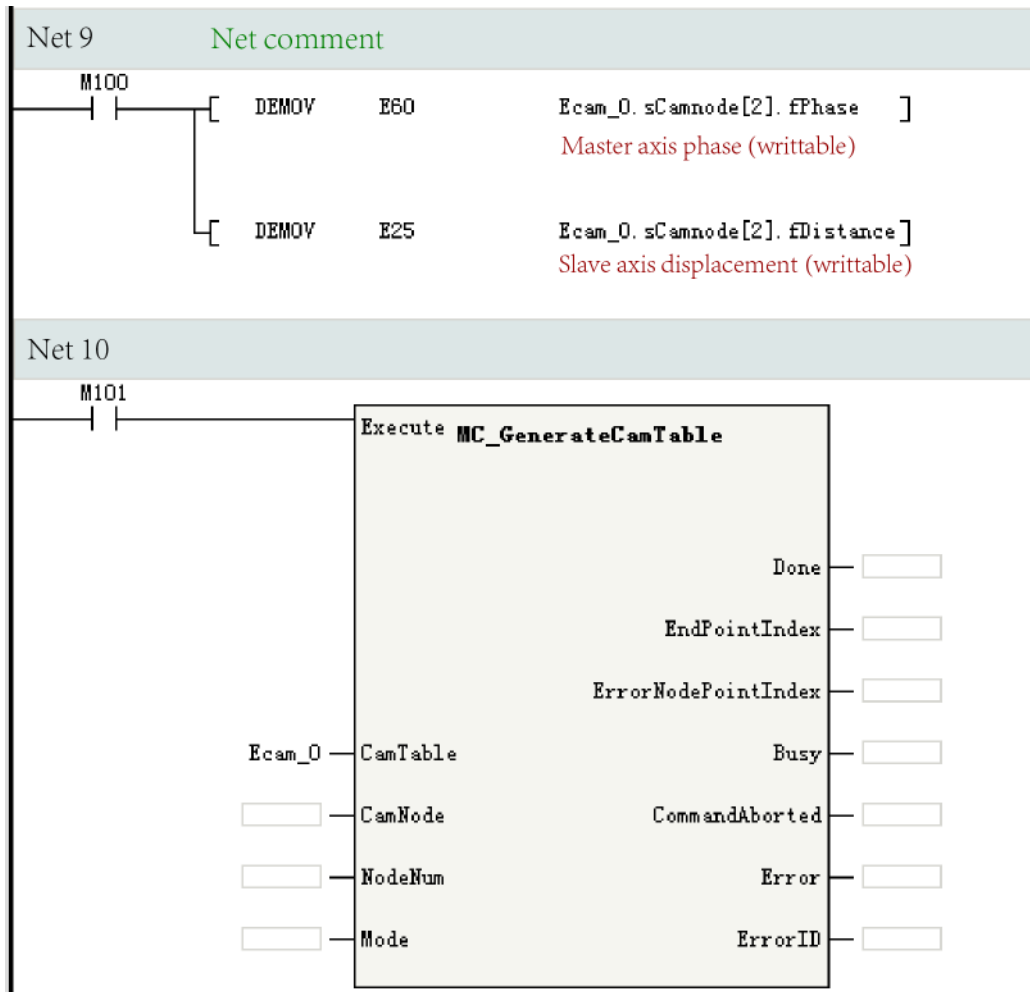 Net 9 Net comment
M100
[ DEMOV E60 Ecam_0.sCamnode[2].fPhase ]
Master axis phase (writtable)
[ DEMOV E25 Ecam_0.sCamnode[2].fDistance]
Slave axis displacement (writtable)
Net 10
M101
Execute MC_GenerateCamTable
Done
EndPointIndex
ErrorNodePointIndex
Ecam_0 CamTable Busy
CamNode CommandAborted
NodeNum Error
Mode ErrorID